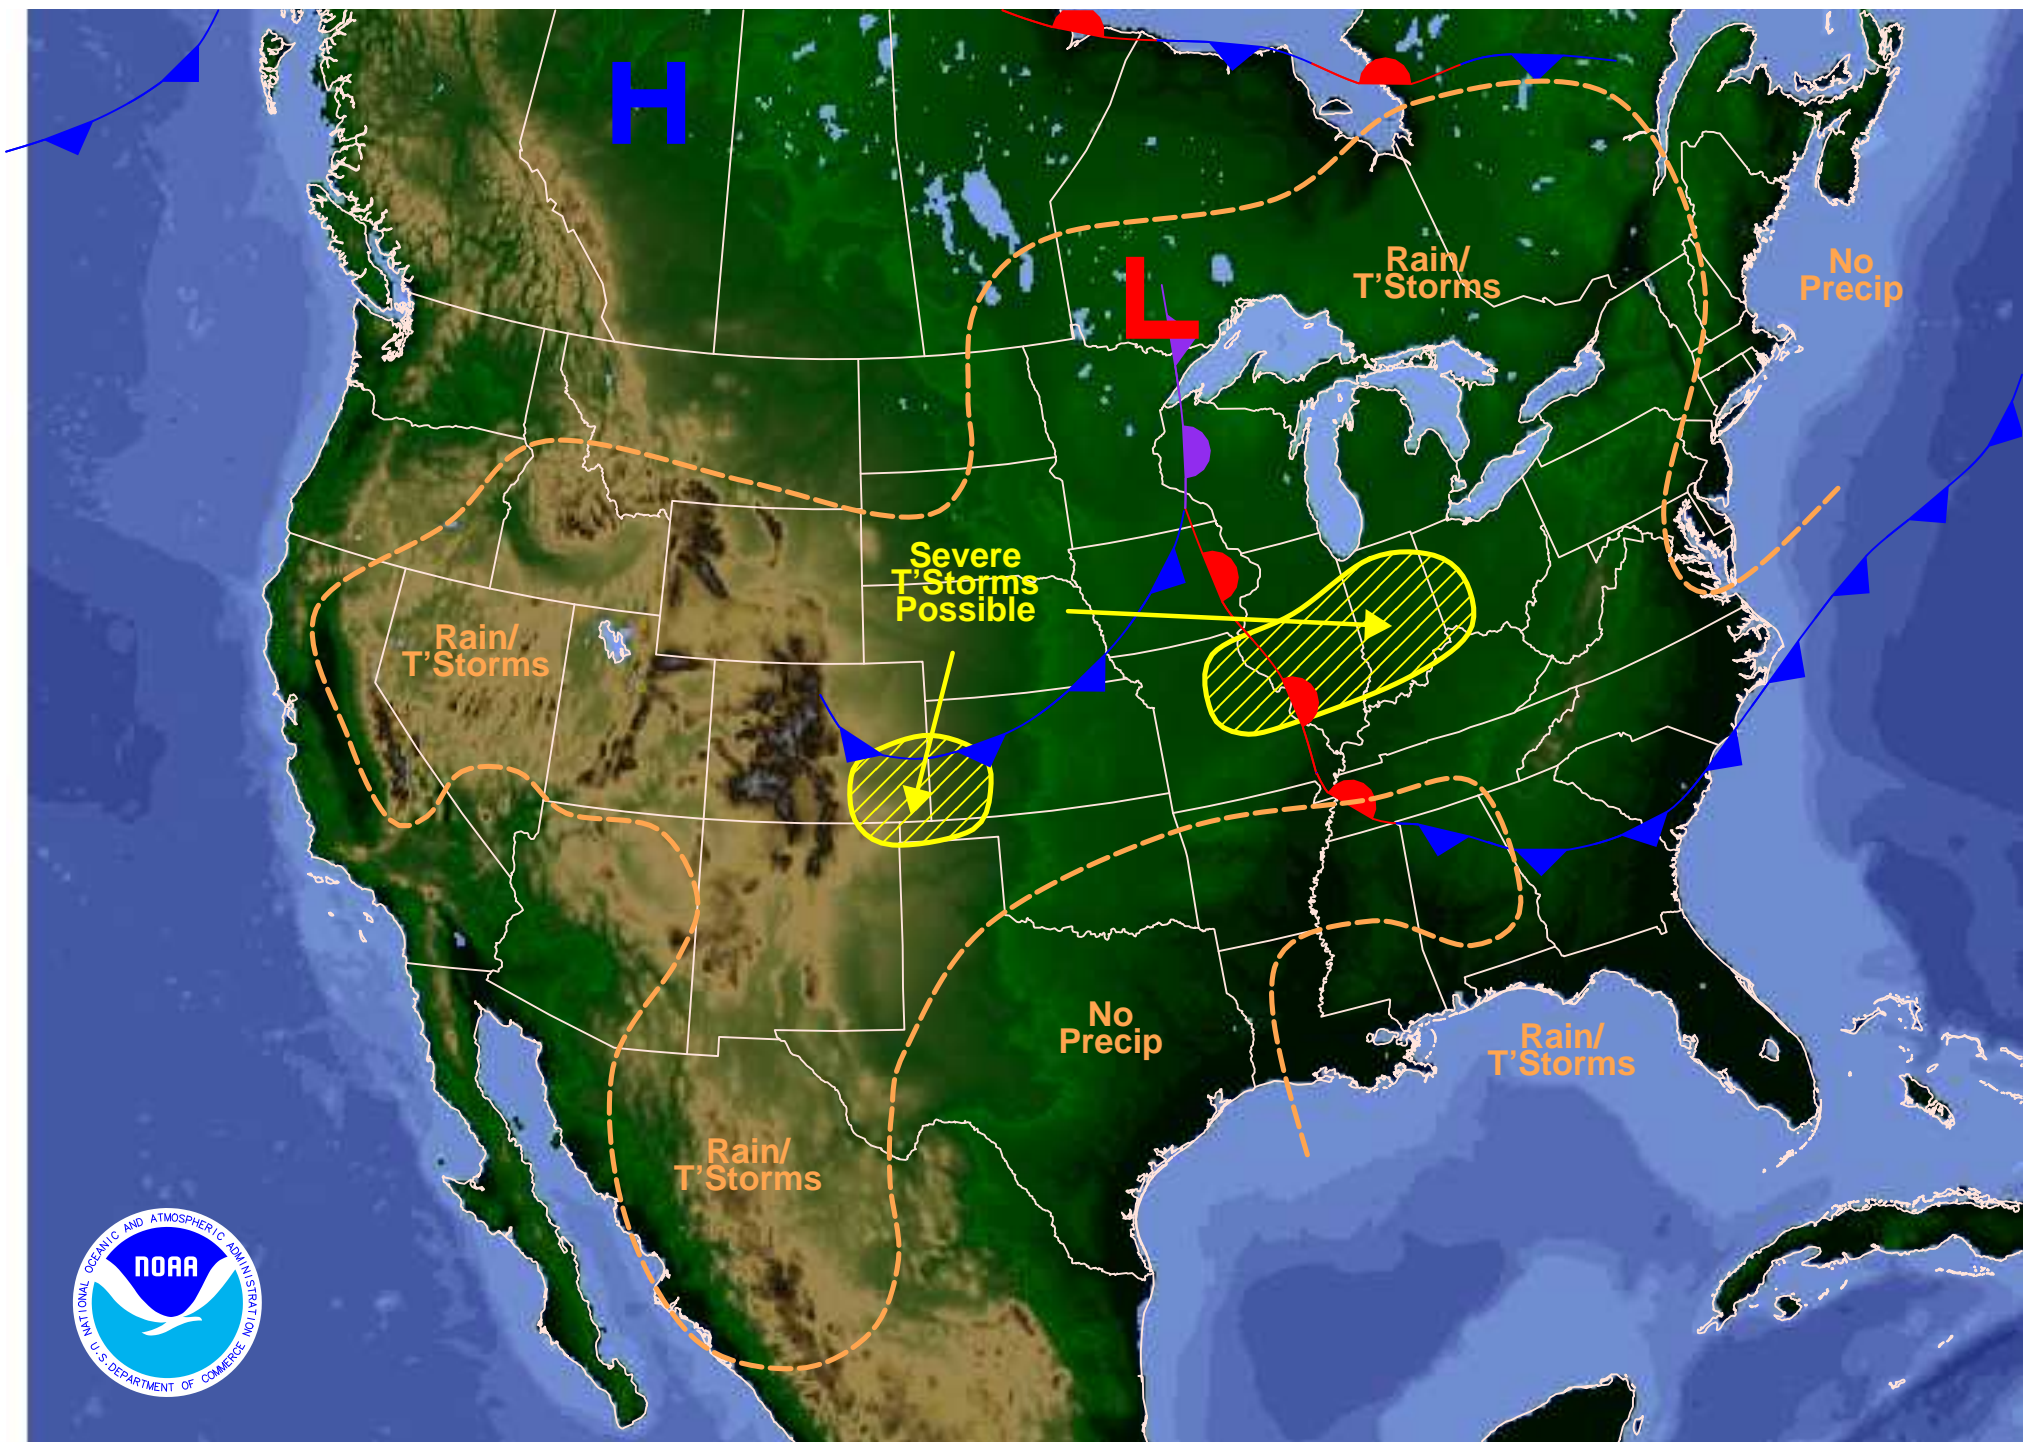 H
L
Rain/
T'Storms
No
Precip
Severe
T'Storms
Possible
Rain/
T'Storms
No
Precip
Rain/
T'Storms
Rain/
T'Storms
NATIONAL OCEANIC AND ATMOSPHERIC ADMINISTRATION
NOAA
U.S. DEPARTMENT OF COMMERCE